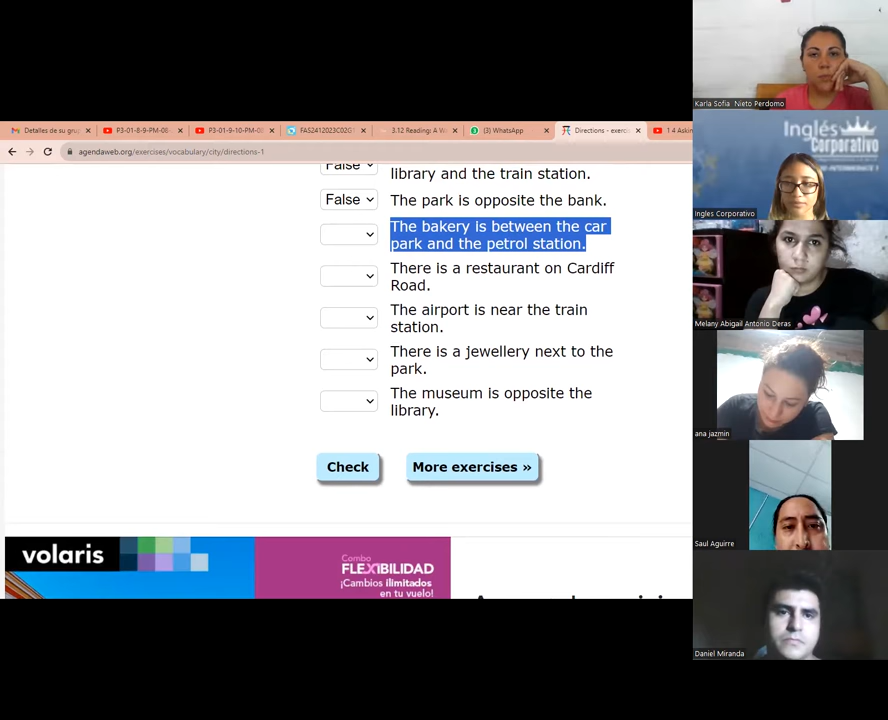 Detalles de su gru
P3-01-8-9-PM-08
P3-01-9-10-PM-08
FAS2412023C02G
3.12 Reading: A W
(3) WhatsApp
Directions - exerc
1 4 Askin
agendaweb.org/exercises/vocabulary/city/directions-1
False
library and the train station.
False
The park is opposite the bank.
The bakery is between the car
park and the petrol station.
There is a restaurant on Cardiff
Road.
The airport is near the train
station.
There is a jewellery next to the
park.
The museum is opposite the
library.
Check
More exercises »
volaris
Combo
FLEXIBILIDAD
¡Cambios ilimitados
en tu vuelo!
Karla Sofia Nieto Perdomo
Inglés
Corporativo
Ingles Corporativo
Melany Abigail Antonio Deras
ana jazmin
Saul Aguirre
Daniel Miranda